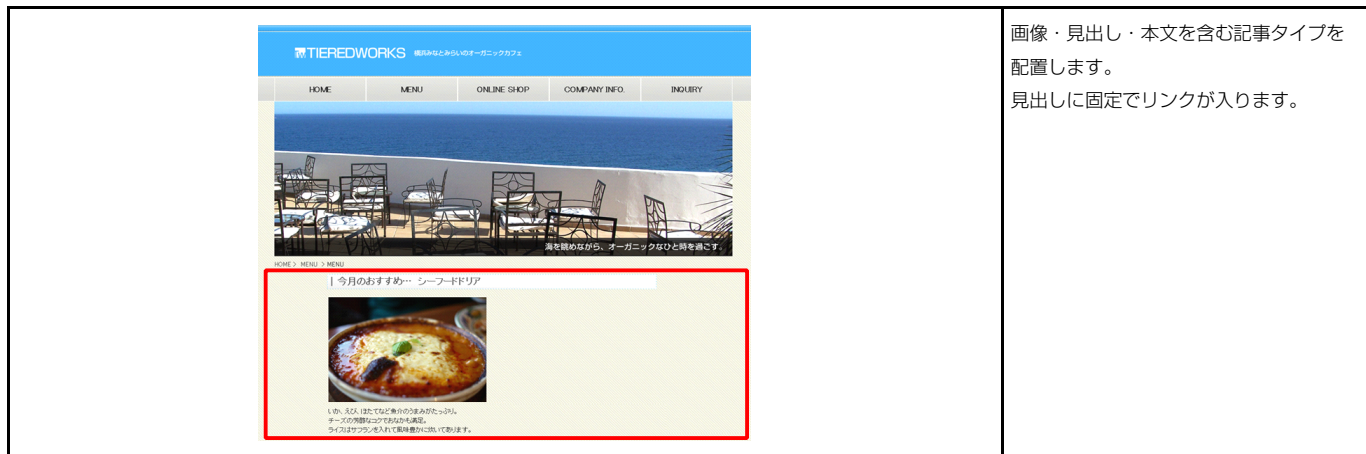 TIEREDWORKS 横浜みなとみらいのオーガニックカフェ
HOME MENU ONLINE SHOP COMPANY INFO. INQUIRY
海を眺めながら、オーガニックなひと時を過ごす。
HOME > MENU > MENU
| 今月のおすすめ… シーフードドリア
いか、えび、ほたてなど魚介のうまみがたっぷり。
チーズの芳醇なコクでおなかも満足。
ライスはサフランを入れて風味豊かに炊いて有ります。
画像・見出し・本文を含む記事タイプを
配置します。
見出しに固定でリンクが入ります。